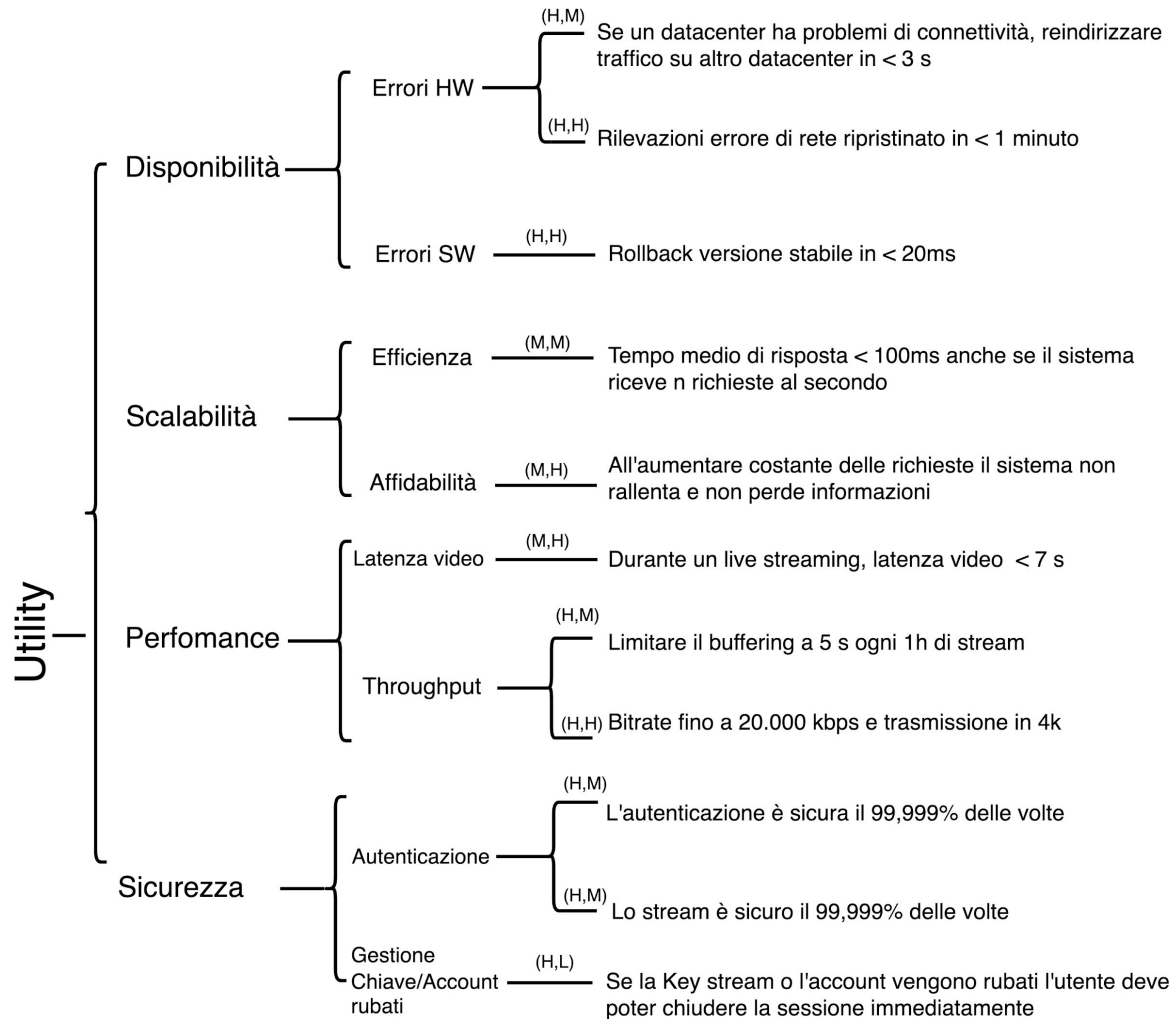 Utility
Disponibilità
Errori HW
(H,M)
Se un datacenter ha problemi di connettività, reindirizzare
traffico su altro datacenter in < 3 s
(H,H)
Rilevazioni errore di rete ripristinato in < 1 minuto
Errori SW
(H,H)
Rollback versione stabile in < 20ms
Scalabilità
Efficienza
(M,M)
Tempo medio di risposta < 100ms anche se il sistema
riceve n richieste al secondo
Affidabilità
(M,H)
All'aumentare costante delle richieste il sistema non
rallenta e non perde informazioni
Perfomance
Latenza video
(M,H)
Durante un live streaming, latenza video < 7 s
Throughput
(H,M)
Limitare il buffering a 5 s ogni 1h di stream
(H,H)
Bitrate fino a 20.000 kbps e trasmissione in 4k
Sicurezza
Autenticazione
(H,M)
L'autenticazione è sicura il 99,999% delle volte
(H,M)
Lo stream è sicuro il 99,999% delle volte
Gestione
Chiave/Account
rubati
(H,L)
Se la Key stream o l'account vengono rubati l'utente deve
poter chiudere la sessione immediatamente